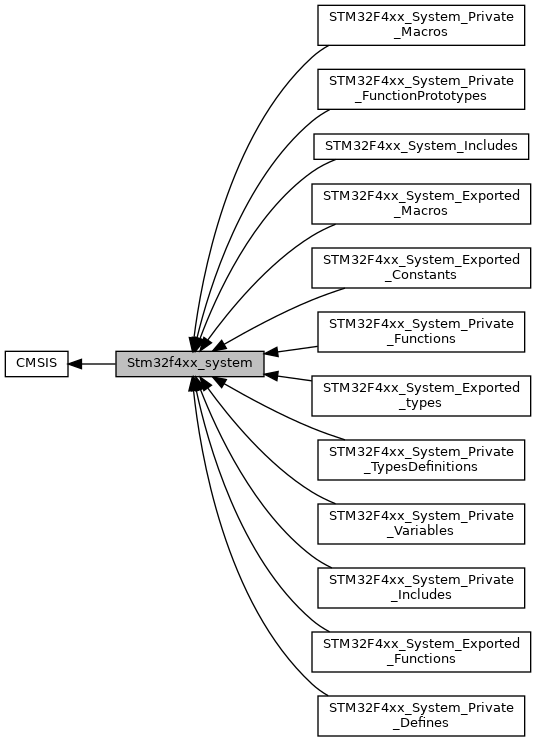 STM32F4xx_System_Private
_Macros
STM32F4xx_System_Private
_FunctionPrototypes
STM32F4xx_System_Includes
STM32F4xx_System_Exported
_Macros
STM32F4xx_System_Exported
_Constants
STM32F4xx_System_Private
_Functions
CMSIS
Stm32f4xx_system
STM32F4xx_System_Exported
_types
STM32F4xx_System_Private
_TypesDefinitions
STM32F4xx_System_Private
_Variables
STM32F4xx_System_Private
_Includes
STM32F4xx_System_Exported
_Functions
STM32F4xx_System_Private
_Defines